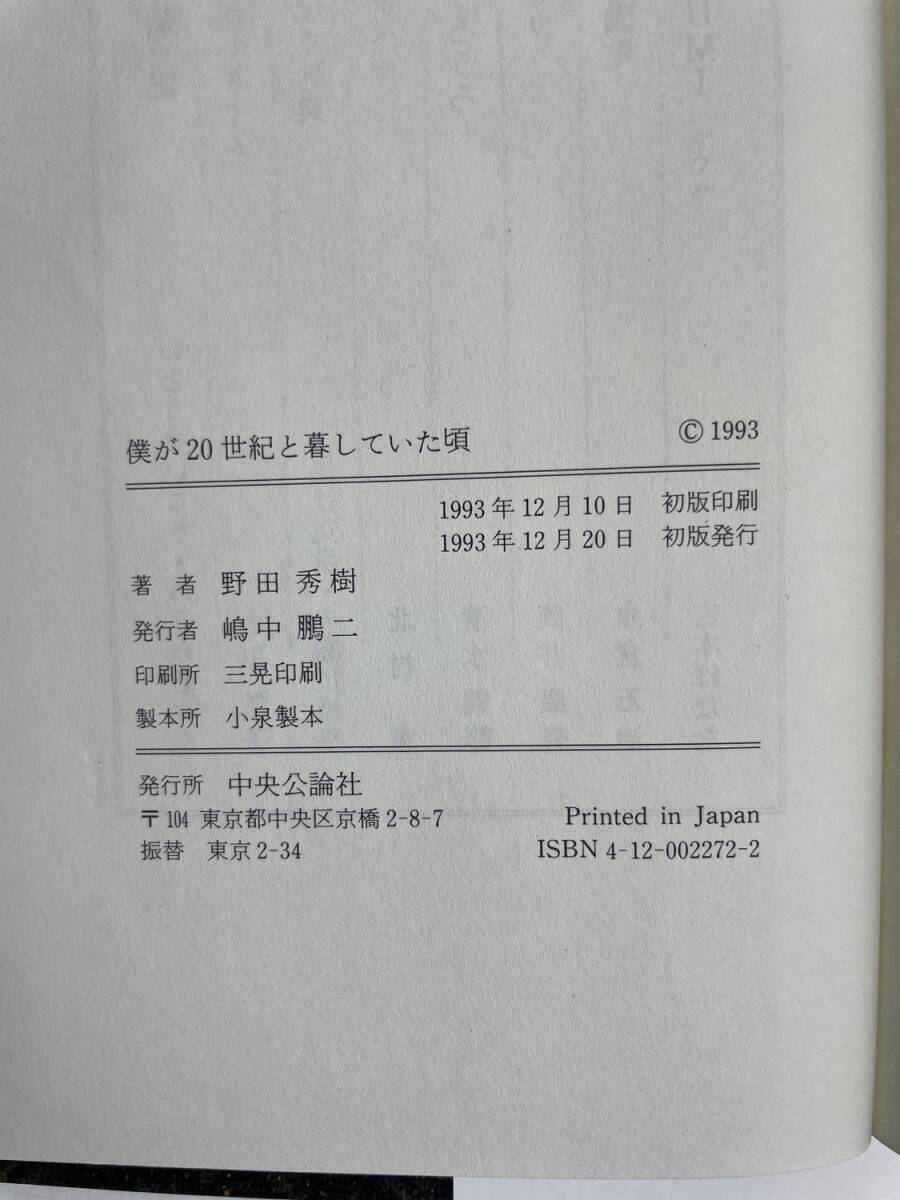 僕が20世紀と暮していた頃 ©1993
1993年12月10日 初版印刷
1993年12月20日 初版発行
著 者 野田秀樹
発行者 嶋中鵬二
印刷所 三晃印刷
製本所 小泉製本
発行所 中央公論社
〒104 東京都中央区京橋2-8-7
振替 東京2-34
Printed in Japan
ISBN 4-12-002272-2